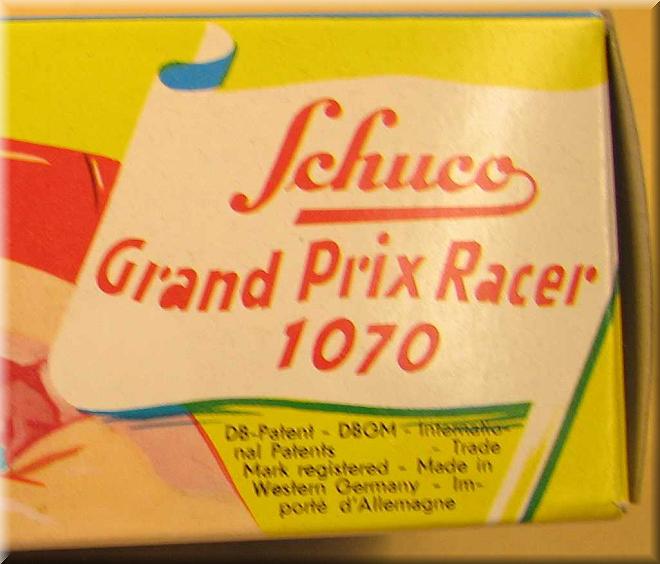 Schuco
Grand Prix Racer
1070
DB-Patent - DBGM - Internatio-
nal Patents - Trade
Mark registered - Made in
Western Germany - Im-
porté d'Allemagne